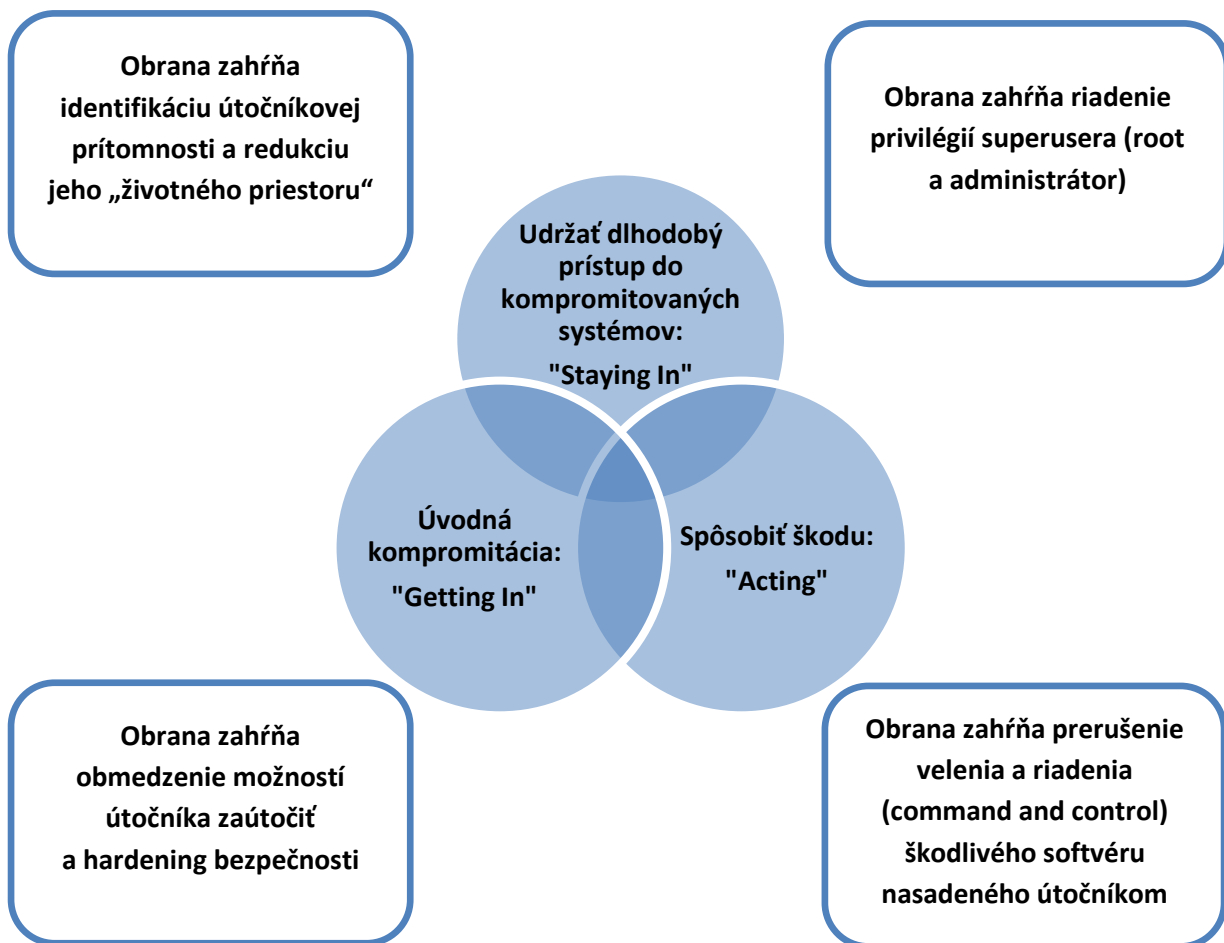 Obrana zahŕňa
identifikáciu útočníkovej
prítomnosti a redukciu
jeho „životného priestoru“
Obrana zahŕňa riadenie
privilégií superusera (root
a administrátor)
Udržať dlhodobý
prístup do
kompromitovaných
systémov:
"Staying In"
Úvodná
kompromitácia:
"Getting In"
Spôsobiť škodu:
"Acting"
Obrana zahŕňa
obmedzenie možností
útočníka zaútočiť
a hardening bezpečnosti
Obrana zahŕňa prerušenie
velenia a riadenia
(command and control)
škodlivého softvéru
nasadeného útočníkom